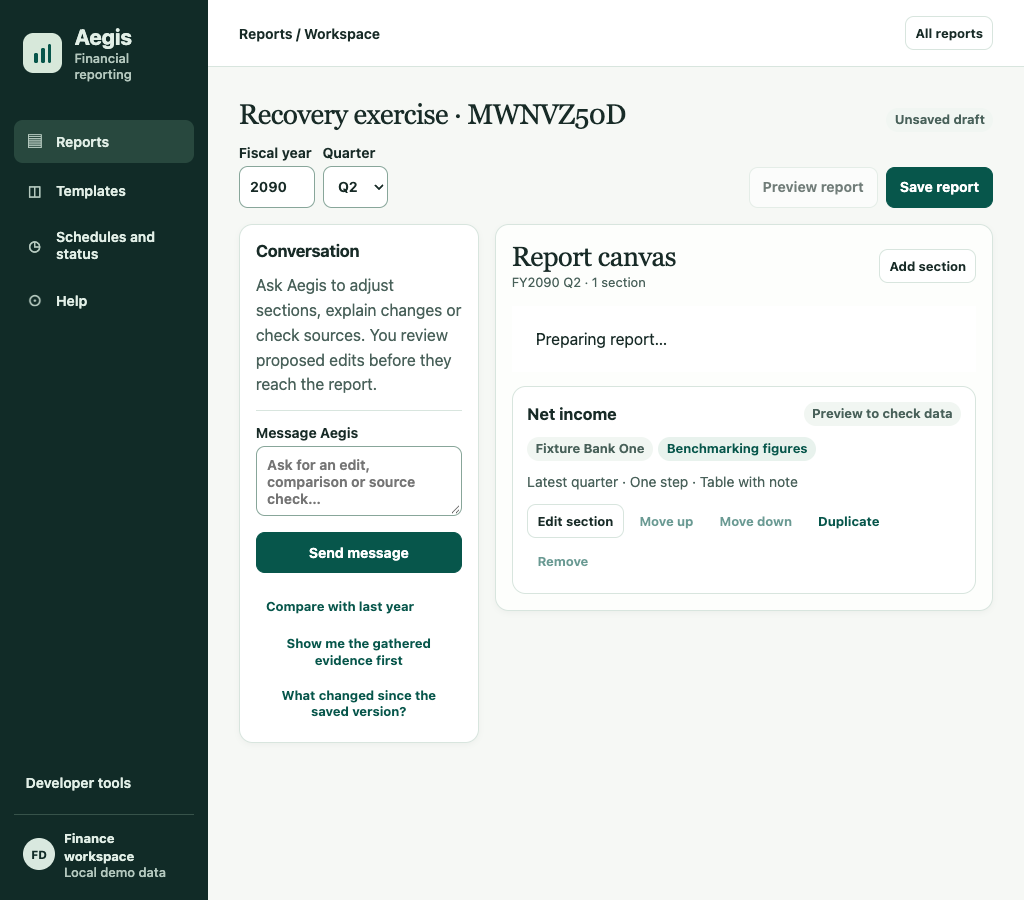 Aegis
Financial
reporting
Reports
Templates
Schedules and
status
Help
Developer tools
FD
Finance
workspace
Local demo data
Reports / Workspace
All reports
Recovery exercise · MWNVZ50D
Unsaved draft
Fiscal year
Quarter
2090
Q2
Preview report
Save report
Conversation
Ask Aegis to adjust
sections, explain changes or
check sources. You review
proposed edits before they
reach the report.
Message Aegis
Ask for an edit,
comparison or source
check...
Send message
Compare with last year
Show me the gathered
evidence first
What changed since the
saved version?
Report canvas
FY2090 Q2 · 1 section
Add section
Preparing report...
Net income
Preview to check data
Fixture Bank One
Benchmarking figures
Latest quarter · One step · Table with note
Edit section
Move up
Move down
Duplicate
Remove